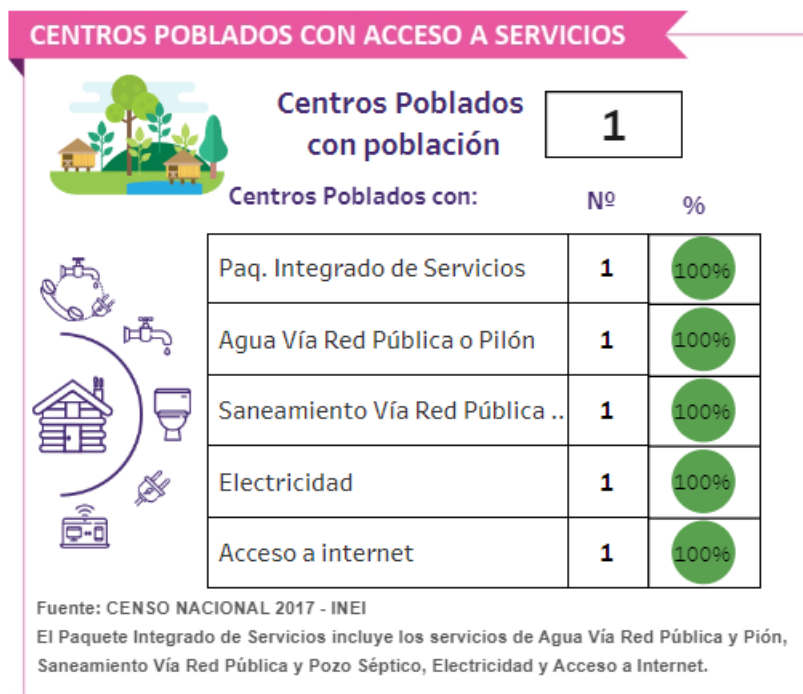 CENTROS POBLADOS CON ACCESO A SERVICIOS
Centros Poblados
con población
1
Centros Poblados con: Nº %
Paq. Integrado de Servicios 1 100%
Agua Vía Red Pública o Pilón 1 100%
Saneamiento Vía Red Pública .. 1 100%
Electricidad 1 100%
Acceso a internet 1 100%
Fuente: CENSO NACIONAL 2017 - INEI
El Paquete Integrado de Servicios incluye los servicios de Agua Vía Red Pública y Pión,
Saneamiento Vía Red Pública y Pozo Séptico, Electricidad y Acceso a Internet.